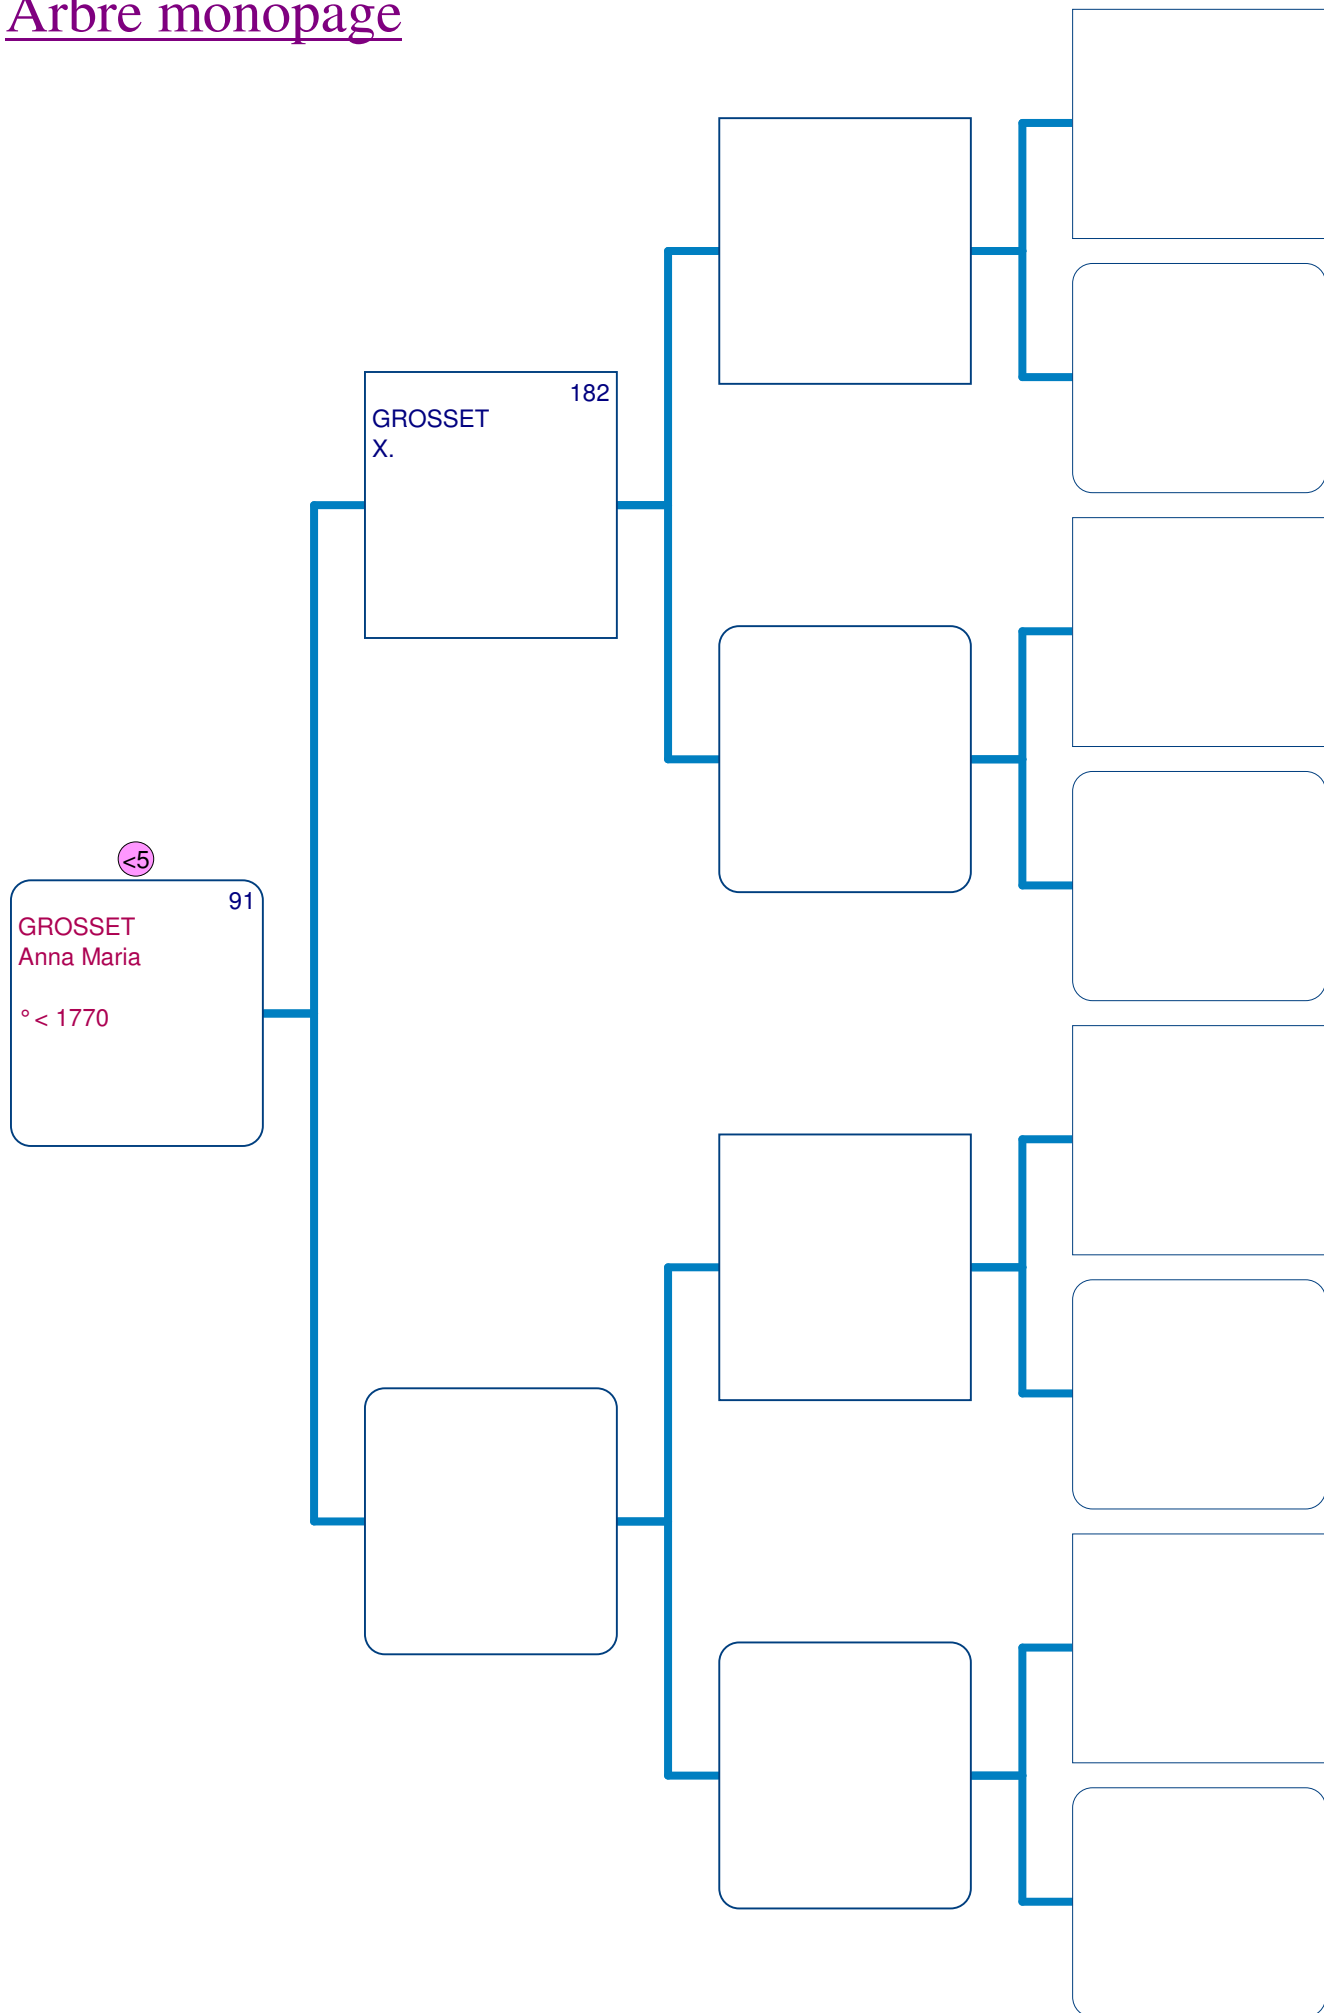 Arbre monopage
182
GROSSET
X.
<5
91
GROSSET
Anna Maria
° < 1770